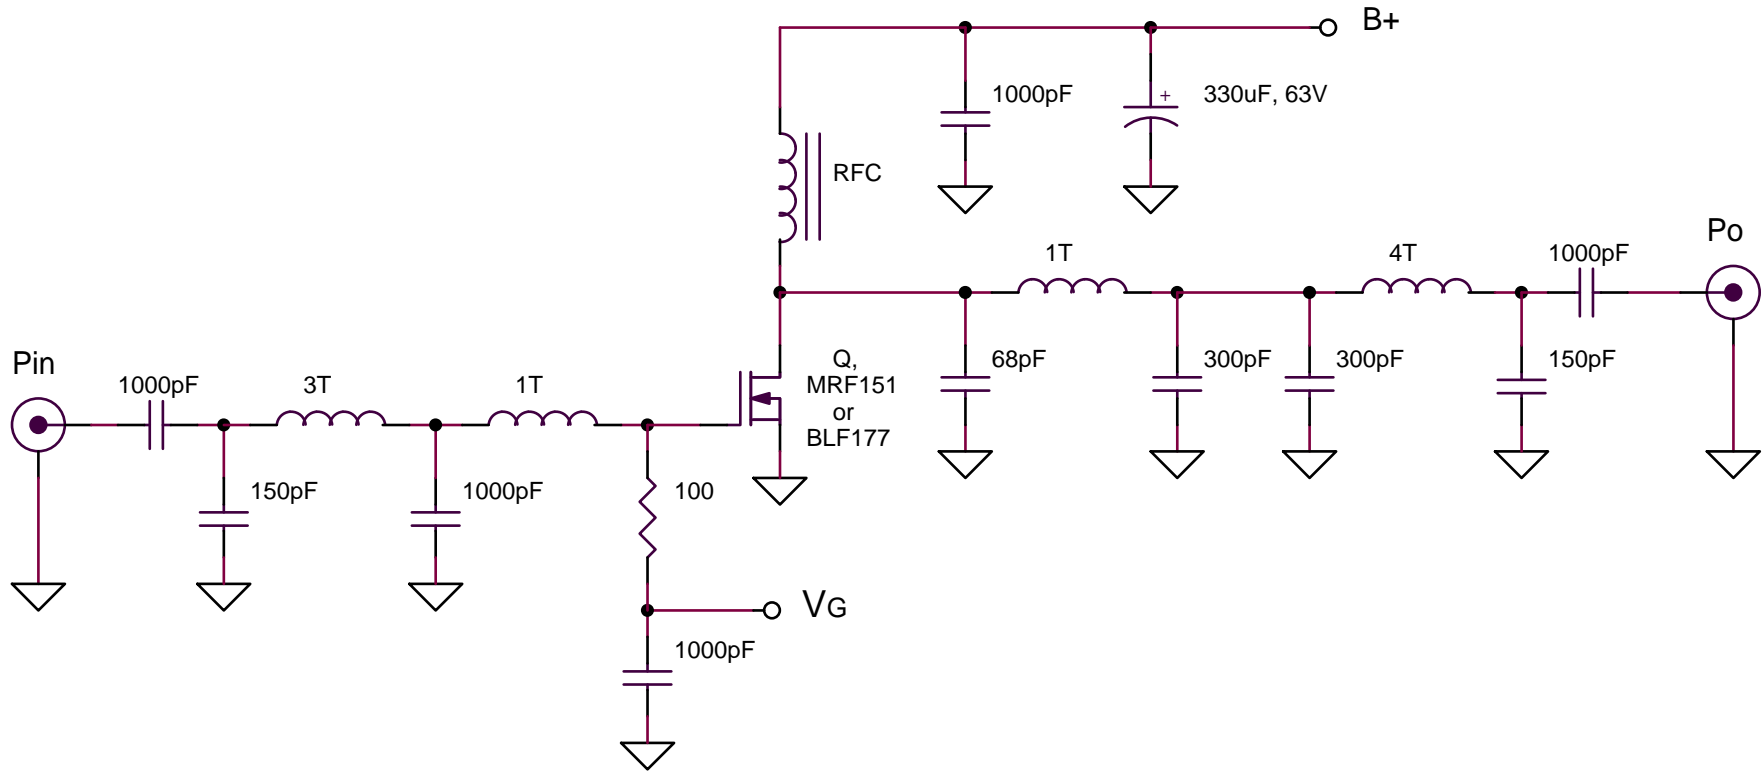 B+
1000pF
+
330uF, 63V
RFC
Po
1T
4T
1000pF
Pin
1000pF
3T
1T
Q,
MRF151
or
BLF177
68pF
300pF
300pF
150pF
150pF
1000pF
100
VG
1000pF